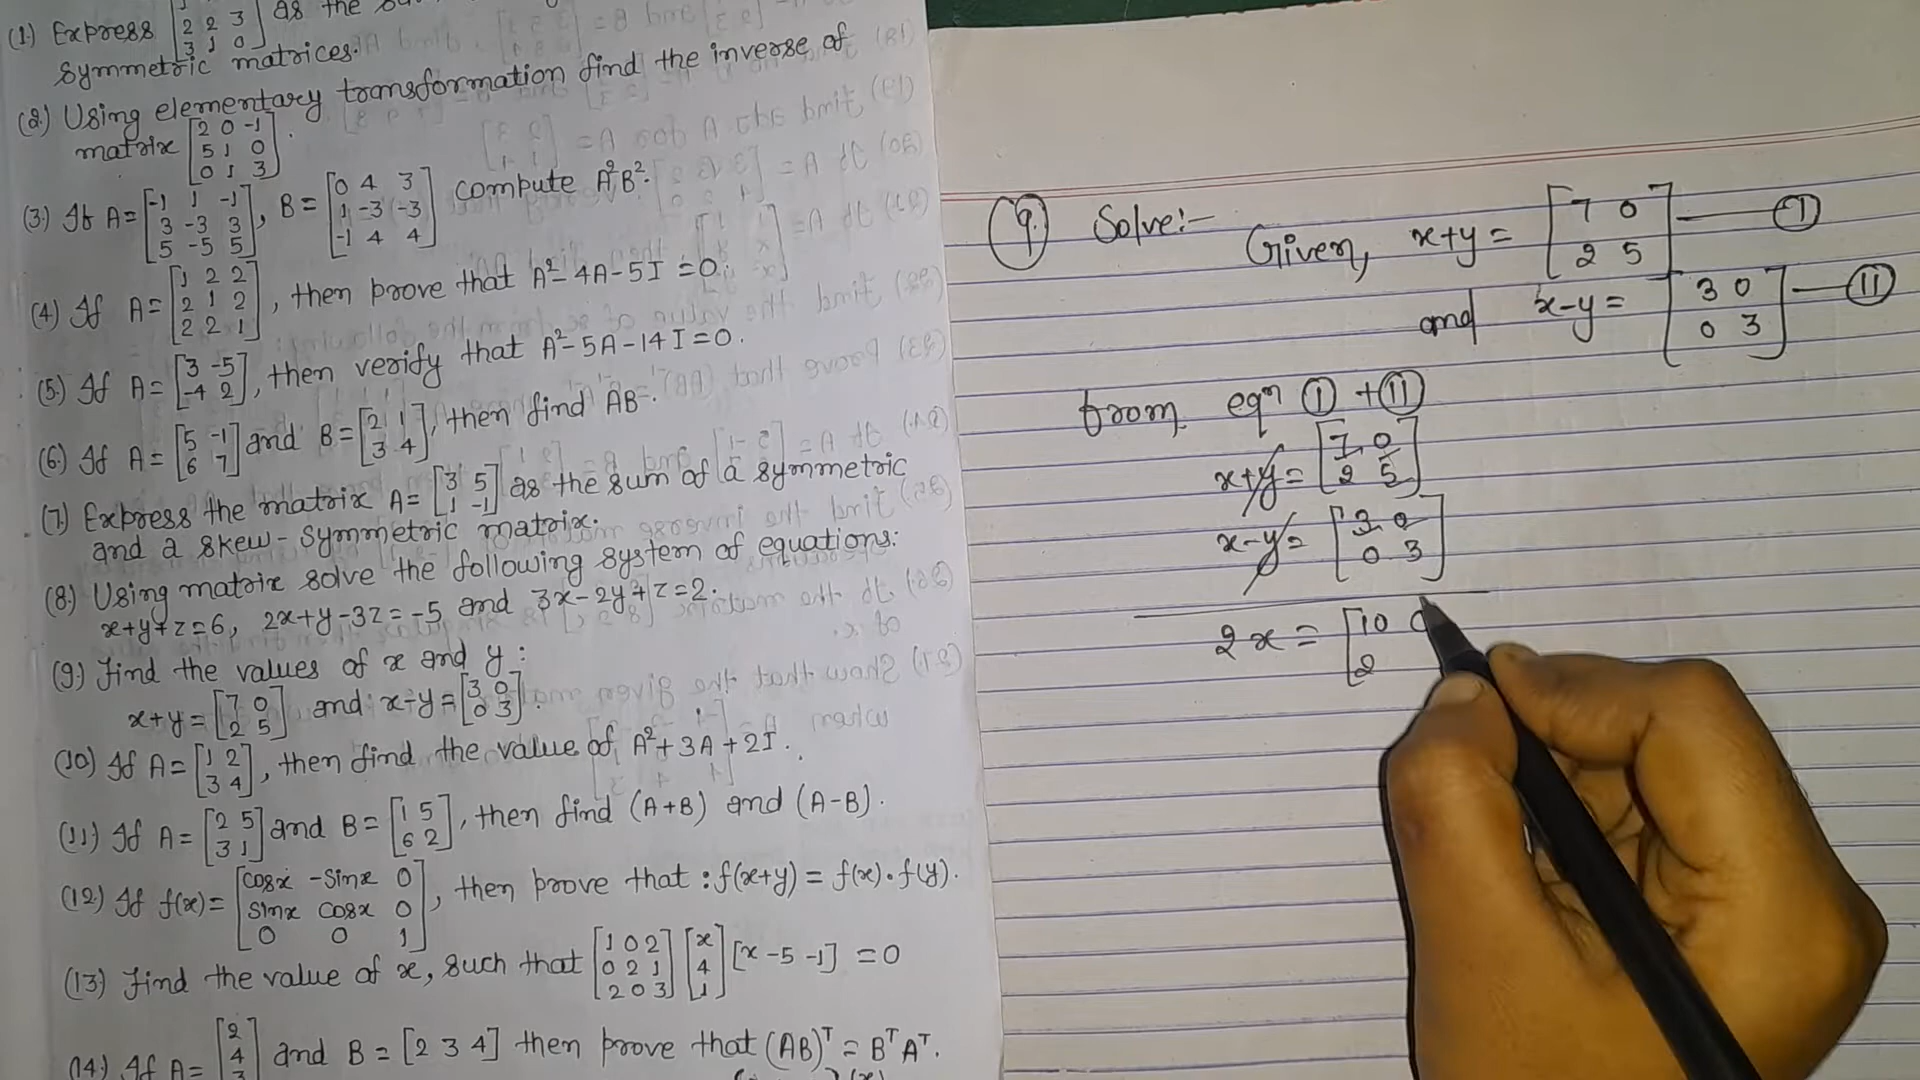 (1.) Express [2 2 3 as the
3 1 0]
Symmetric matrices.
(2.) Using elementary transformation find the inverse of
matrix [2 0 -1
5 1 0
0 1 3].
(3.) If A = [-1 1 -1
3 -3 3
5 -5 5], B = [0 4 3
1 -3 -3
-1 4 4] compute A²B².
(4.) If A = [1 2 2
2 1 2
2 2 1], then prove that A² - 4A - 5I = 0.
(5.) If A = [3 -5
-4 2], then verify that A² - 5A - 14I = 0.
(6.) If A = [5 -1
6 7] and B = [2 1
3 4], then find AB.
(7.) Express the matrix A = [3 5
1 -1] as the sum of a symmetric
and a skew-symmetric matrix.
(8.) Using matrix solve the following system of equations:
x+y+z=6, 2x+y-3z=-5 and 3x-2y+z=2.
(9.) Find the values of x and y:
x+y = [7 0
2 5] and x-y = [3 0
0 3].
(10.) If A = [1 2
3 4], then find the value of A² + 3A + 2I.
(11.) If A = [2 5
3 1] and B = [1 5
6 2], then find (A+B) and (A-B).
(12.) If f(x) = [cosx -sinx 0
sinx cosx 0
0 0 1], then prove that : f(x+y) = f(x).f(y).
(13.) Find the value of x, such that [1 0 2
0 2 1
2 0 3] [x
4
1] [x -5 -1] = 0
(14.) If A = [2
4
3 and B = [2 3 4] then prove that (AB)ᵀ = BᵀAᵀ.
(9.) Solve:-
Given, x+y = [7 0
2 5] — (I)
and x-y = [3 0
0 3] — (II)
from eqn (I) + (II)
x+y = [7 0
2 5]
x-y = [3 0
0 3]
2x = [10 0
2